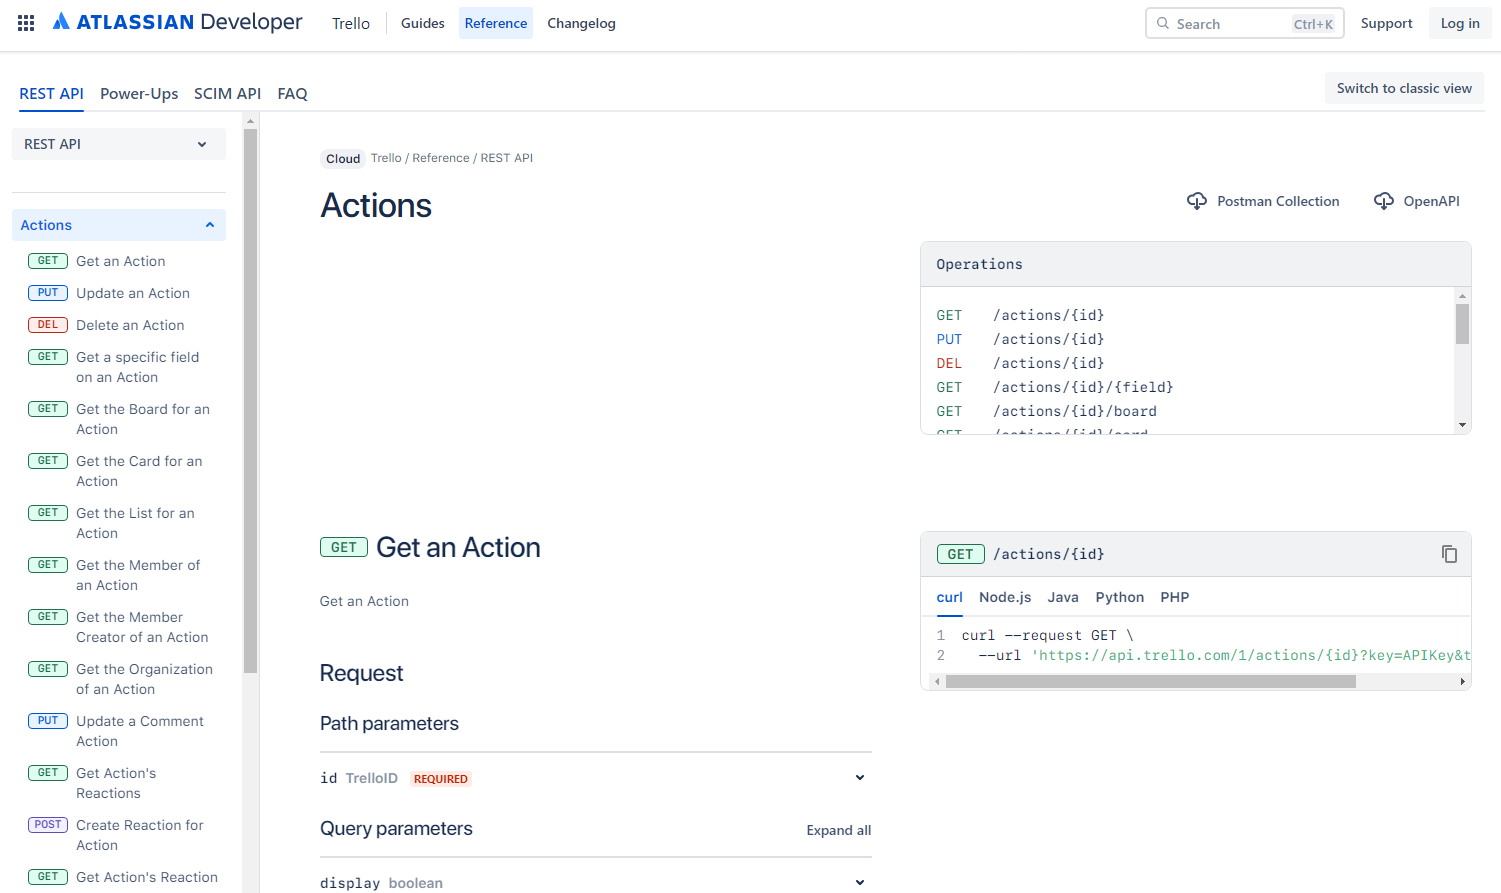 ATLASSIAN Developer
Trello
Guides
Reference
Changelog
Search
Ctrl+K
Support
Log in
REST API
Power-Ups
SCIM API
FAQ
Switch to classic view
REST API
Actions
GET Get an Action
PUT Update an Action
DEL Delete an Action
GET Get a specific field
on an Action
GET Get the Board for an
Action
GET Get the Card for an
Action
GET Get the List for an
Action
GET Get the Member of
an Action
GET Get the Member
Creator of an Action
GET Get the Organization
of an Action
PUT Update a Comment
Action
GET Get Action's
Reactions
POST Create Reaction for
Action
GET Get Action's Reaction
Cloud Trello / Reference / REST API
Actions
Postman Collection
OpenAPI
Operations
GET /actions/{id}
PUT /actions/{id}
DEL /actions/{id}
GET /actions/{id}/{field}
GET /actions/{id}/board
GET /actions/{id}/card
GET Get an Action
Get an Action
Request
Path parameters
id TrelloID REQUIRED
Query parameters
Expand all
display boolean
GET /actions/{id}
curl Node.js Java Python PHP
1 curl --request GET \
2 --url 'https://api.trello.com/1/actions/{id}?key=APIKey&t